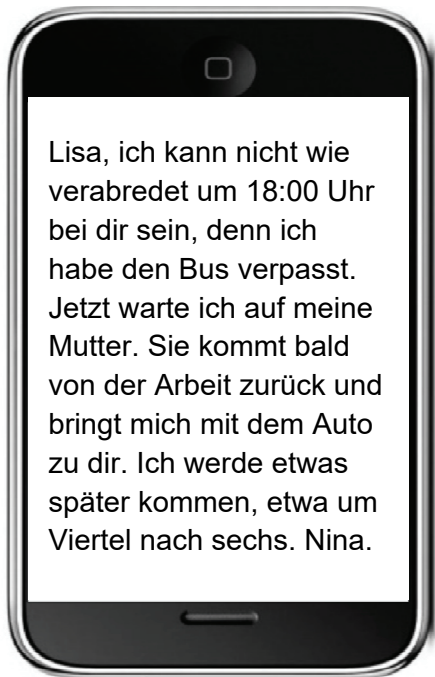 Lisa, ich kann nicht wie
verabredet um 18:00 Uhr
bei dir sein, denn ich
habe den Bus verpasst.
Jetzt warte ich auf meine
Mutter. Sie kommt bald
von der Arbeit zurück und
bringt mich mit dem Auto
zu dir. Ich werde etwas
später kommen, etwa um
Viertel nach sechs. Nina.